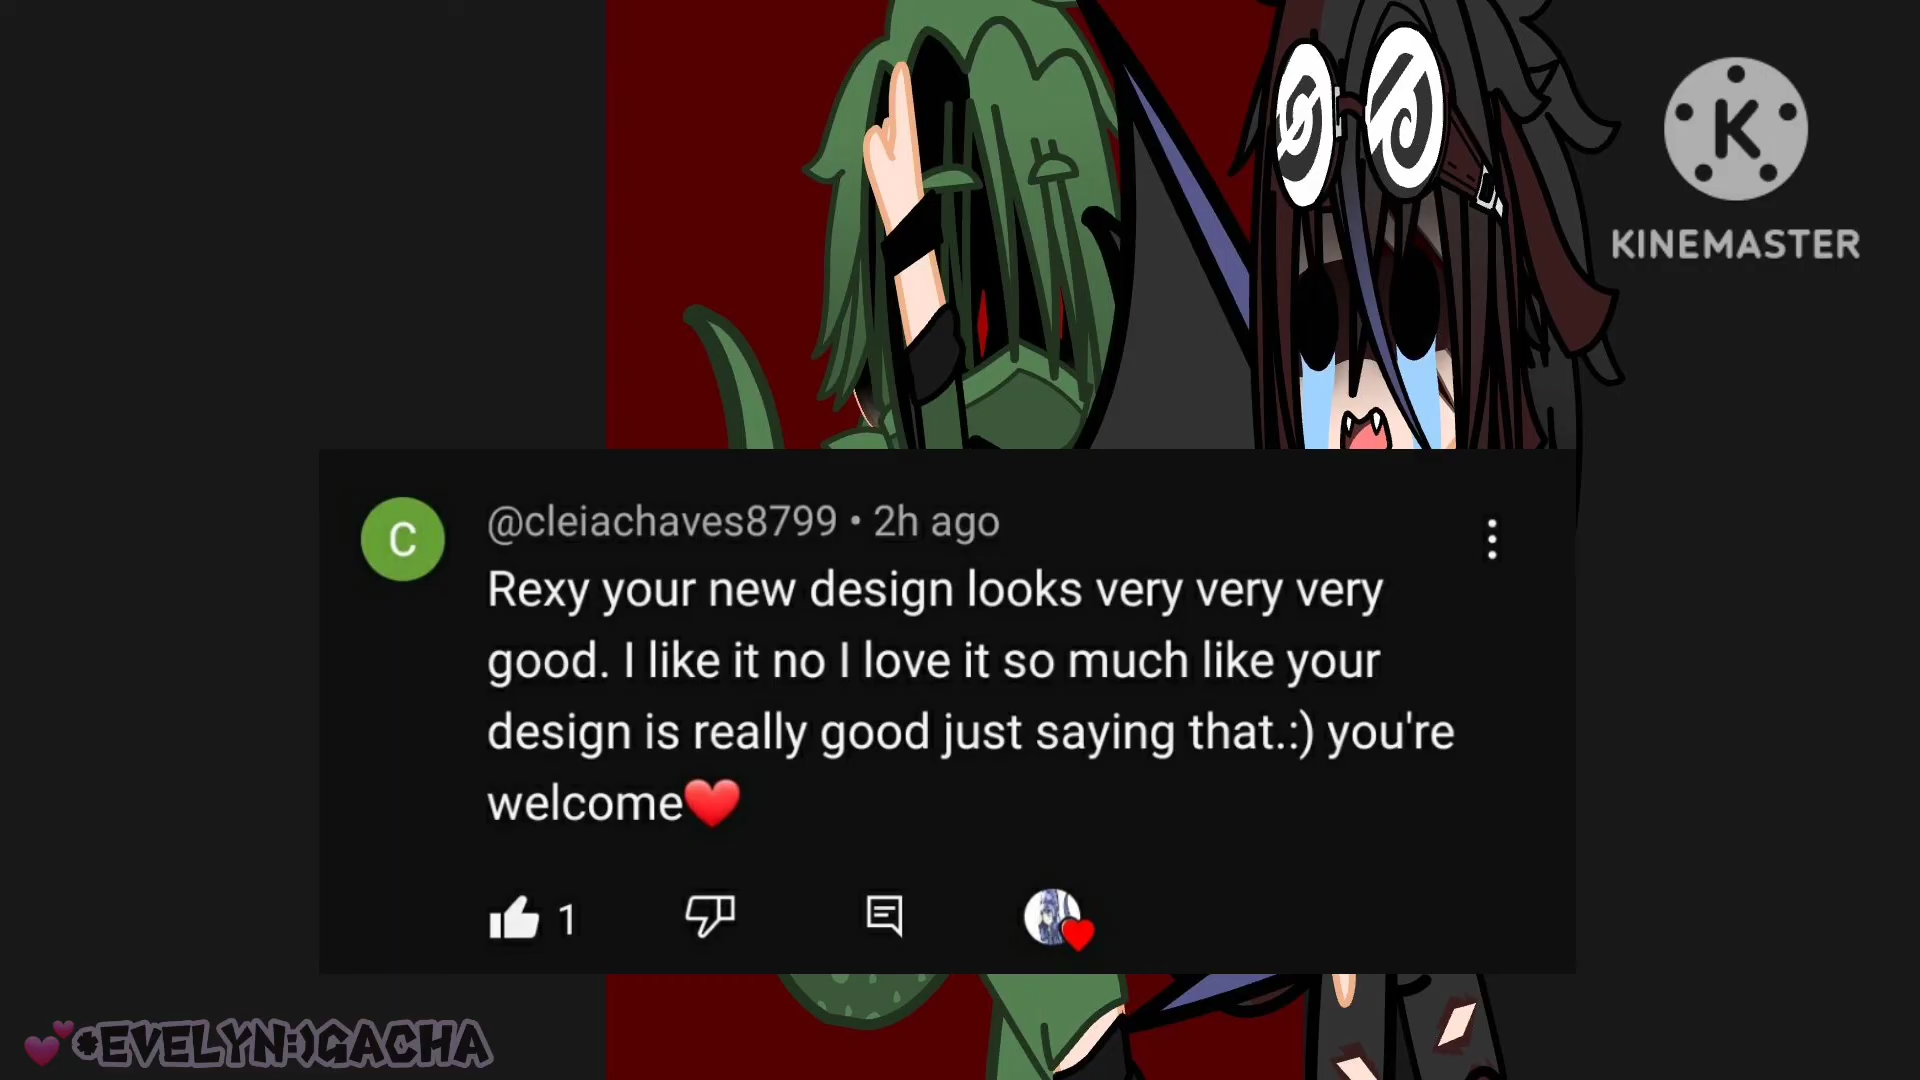 K
KINEMASTER
C
@cleiachaves8799 • 2h ago
Rexy your new design looks very very very
good. I like it no I love it so much like your
design is really good just saying that.:) you're
welcome❤️
1
💕*EVELYN:)GACHA